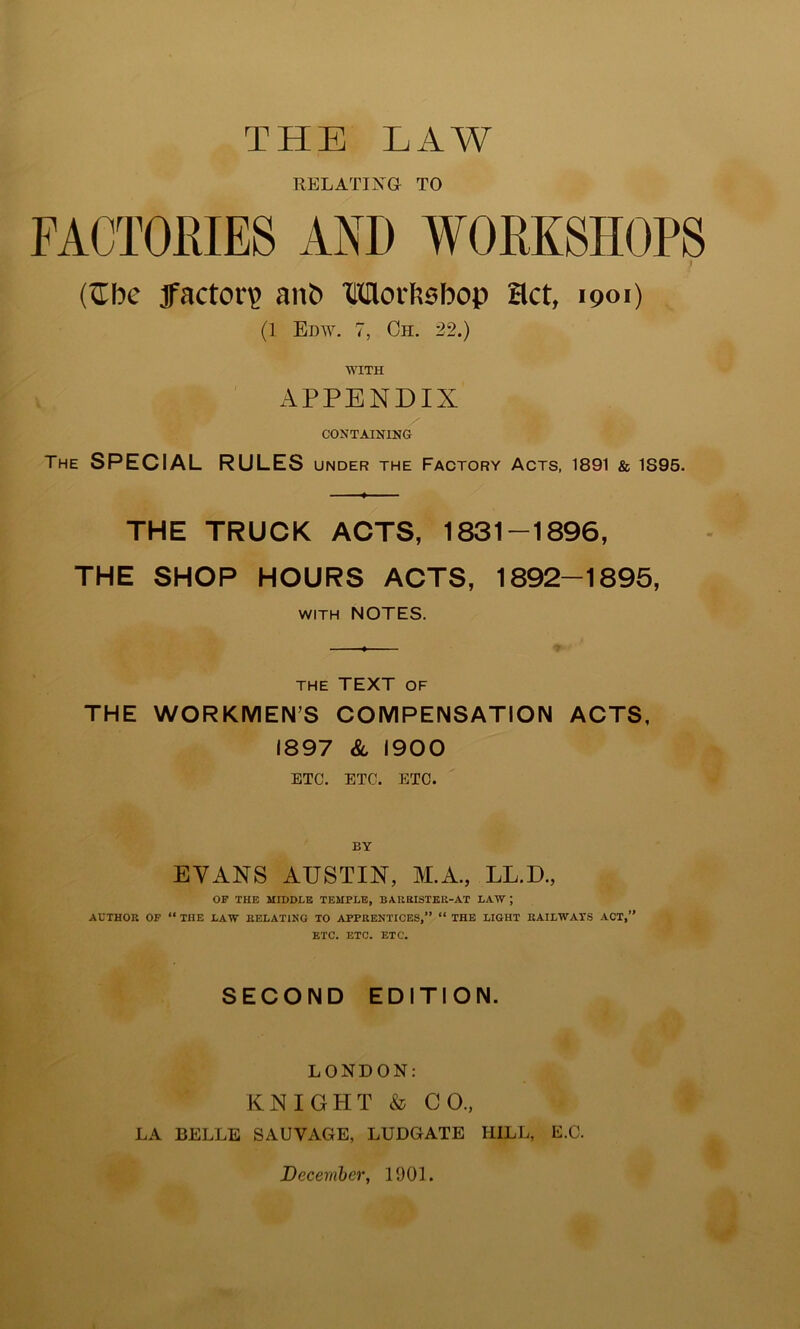 THE LAW
RELATING TO
FACTORIES AND WORKSHOPS
(The Factory and Workshop Act, 1901)
(1 Edw. 7, Ch. 22.)
WITH
APPENDIX
CONTAINING
The SPECIAL RULES under the Factory Acts, 1891 & 1895.
THE TRUCK ACTS, 1831—1896,
THE SHOP HOURS ACTS, 1892—1895,
WITH NOTES.
THE TEXT OF
THE WORKMEN'S COMPENSATION ACTS,
1897 & 1900
ETC. ETC. ETC.
BY
EVANS AUSTIN, M.A., LL.D.,
OF THE MIDDLE TEMPLE, BARRISTER-AT LAW;
AUTHOR OF "THE LAW RELATING TO APPRENTICES," "THE LIGHT RAILWAYS ACT,"
ETC. ETC. ETC.
SECOND EDITION.
LONDON:
KNIGHT & CO.,
LA BELLE SAUVAGE, LUDGATE HILL, E.C.
December, 1901.